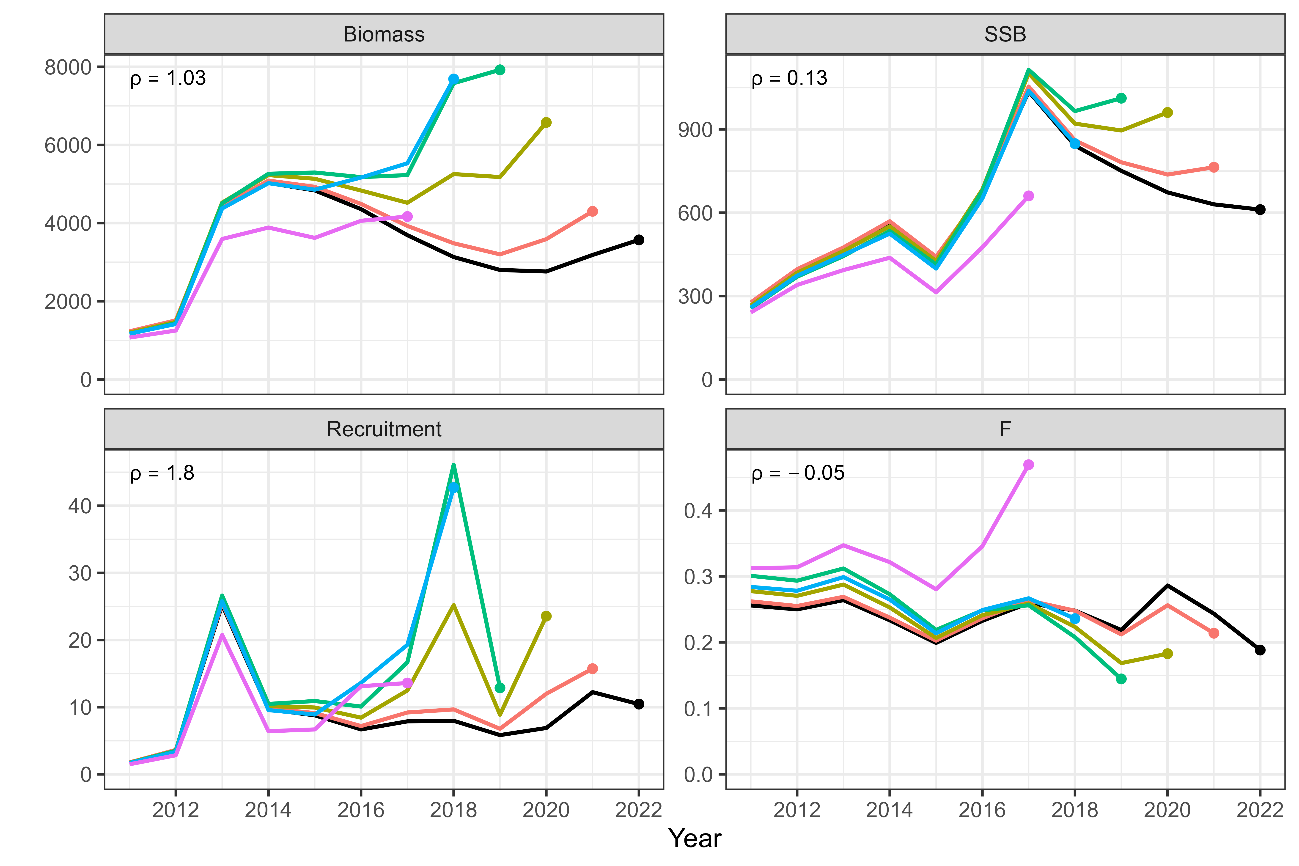 Biomass
SSB
ρ = 1.03
ρ = 0.13
8000
6000
4000
2000
0
900
600
300
0
Recruitment
F
ρ = 1.8
ρ = − 0.05
40
30
20
10
0
0.4
0.3
0.2
0.1
0.0
2012 2014 2016 2018 2020 2022
2012 2014 2016 2018 2020 2022
Year